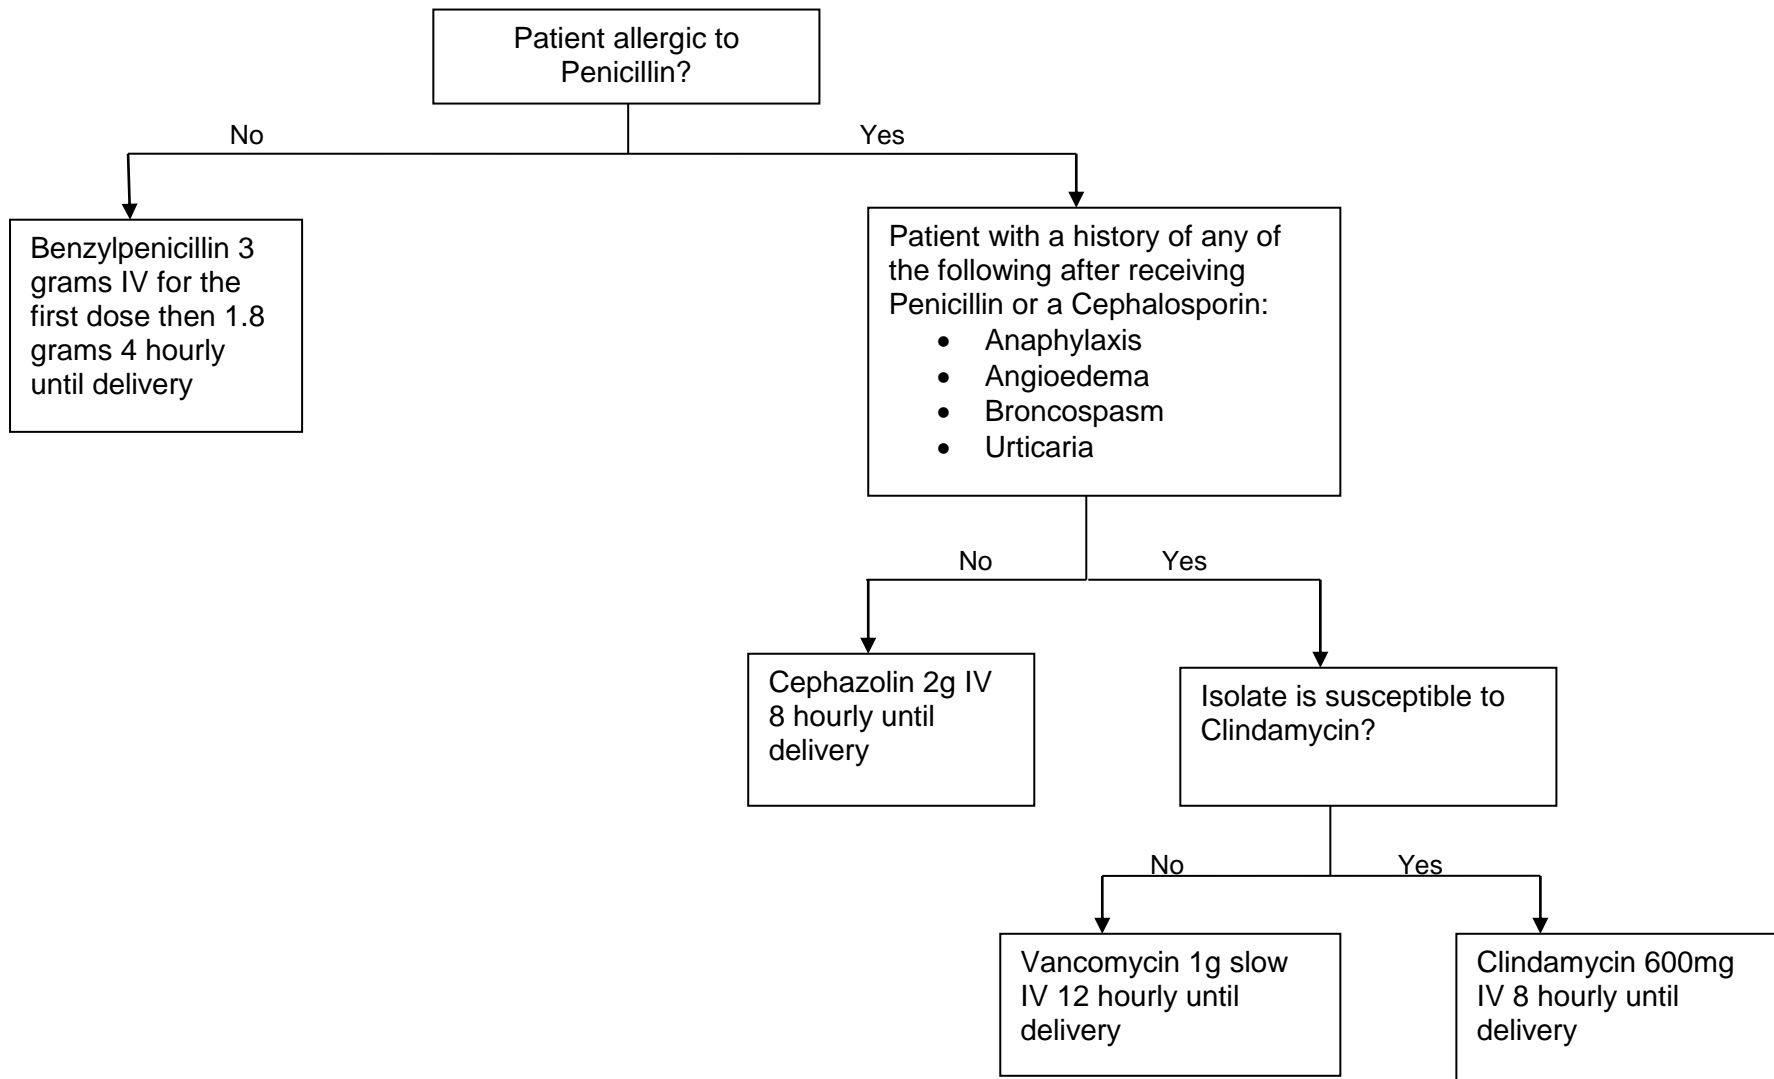 Patient allergic to
Penicillin?
No
Yes
Benzylpenicillin 3
grams IV for the
first dose then 1.8
grams 4 hourly
until delivery
Patient with a history of any of
the following after receiving
Penicillin or a Cephalosporin:
• Anaphylaxis
• Angioedema
• Broncospasm
• Urticaria
No
Yes
Cephazolin 2g IV
8 hourly until
delivery
Isolate is susceptible to
Clindamycin?
No
Yes
Vancomycin 1g slow
IV 12 hourly until
delivery
Clindamycin 600mg
IV 8 hourly until
delivery